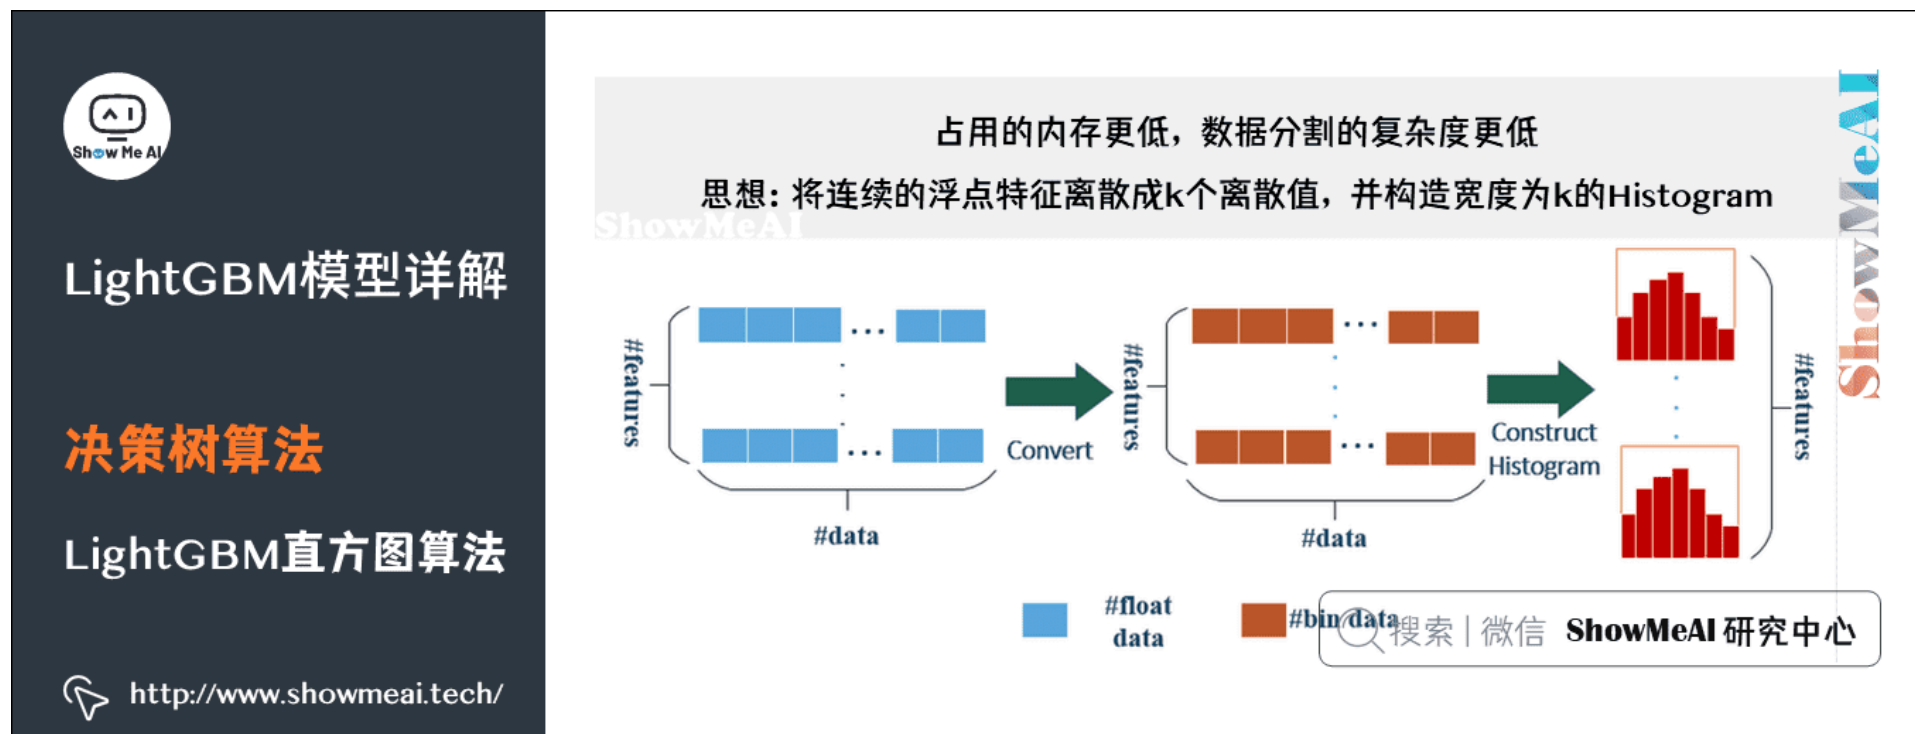 Show Me AI
LightGBM模型详解
决策树算法
LightGBM直方图算法
http://www.showmeai.tech/
占用的内存更低，数据分割的复杂度更低
思想：将连续的浮点特征离散成k个离散值，并构造宽度为k的Histogram
ShowMeAI
ShowMeAI
#features
#data
Convert
#features
#data
Construct
Histogram
#features
#float
data
#bin data
搜索 | 微信 ShowMeAI 研究中心